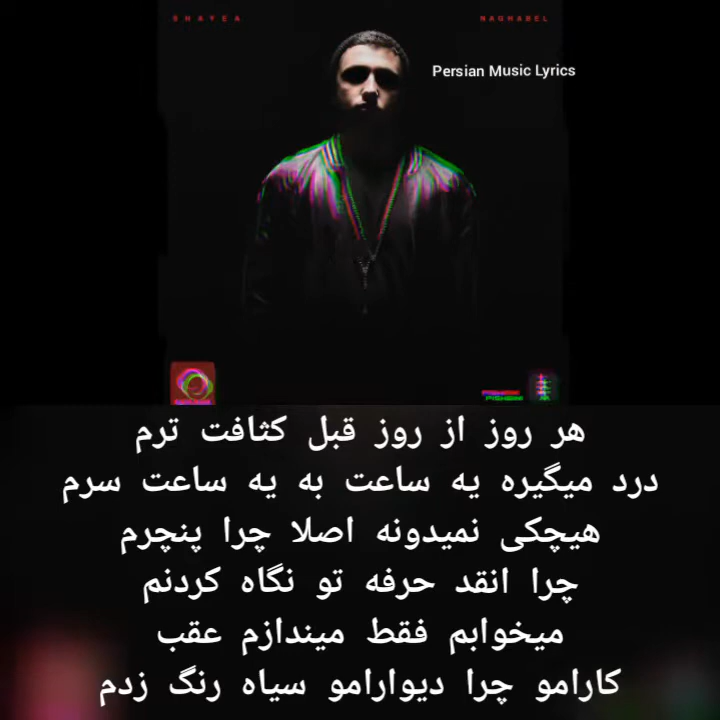 SHAYEA
NAGHABEL
Persian Music Lyrics
هر روز از روز قبل کثافت ترم
درد میگیره یه ساعت به یه ساعت سرم
هیچکی نمیدونه اصلا چرا پنچرم
چرا انقد حرفه تو نگاه کردنم
میخوابم فقط میندازم عقب
کارامو چرا دیوارامو سیاه رنگ زدم